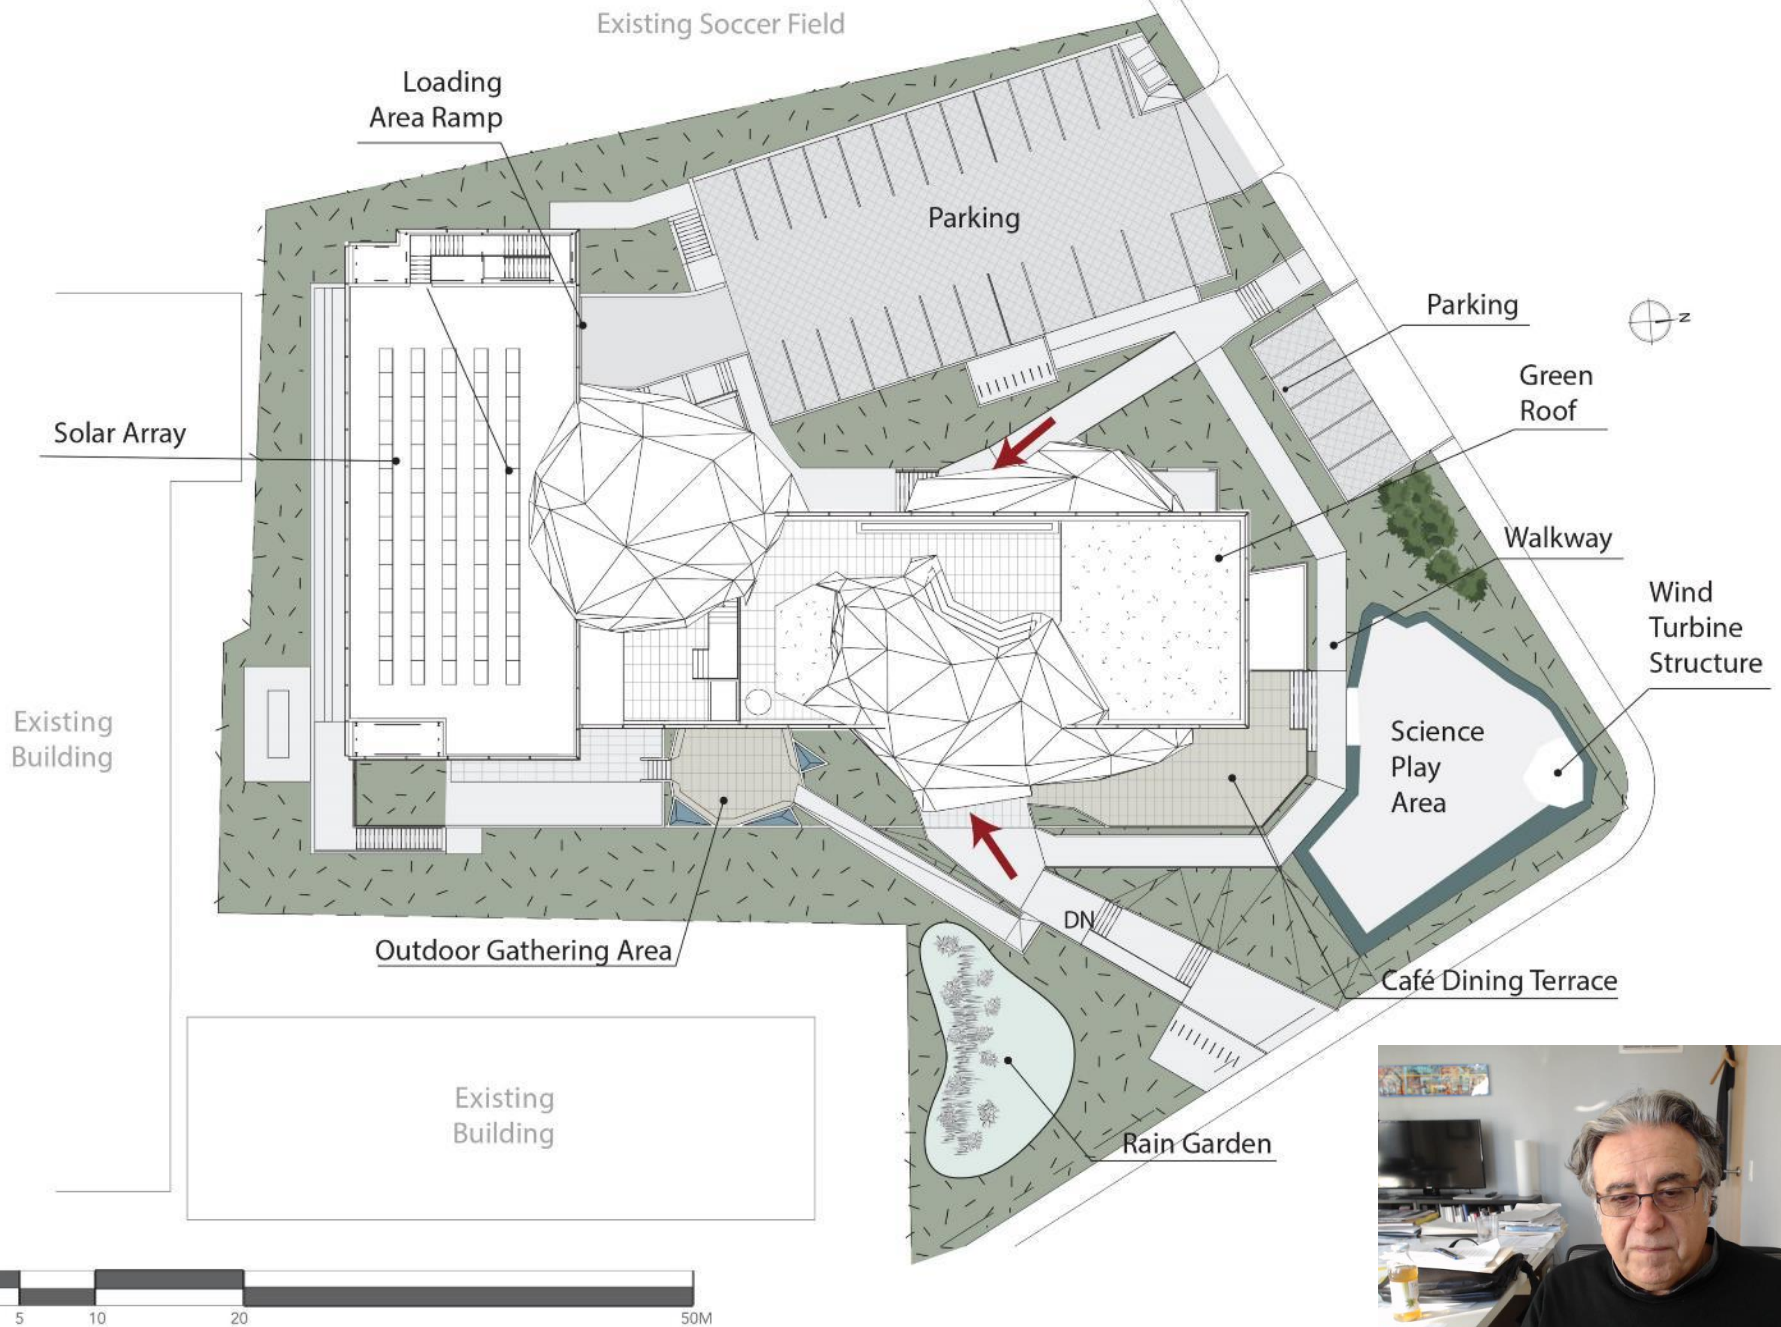 Existing Soccer Field
Loading
Area Ramp
Parking
Parking
N
Green
Roof
Solar Array
Walkway
Wind
Turbine
Structure
Existing
Building
Science
Play
Area
DN
Outdoor Gathering Area
Café Dining Terrace
Existing
Building
Rain Garden
5 10 20 50M